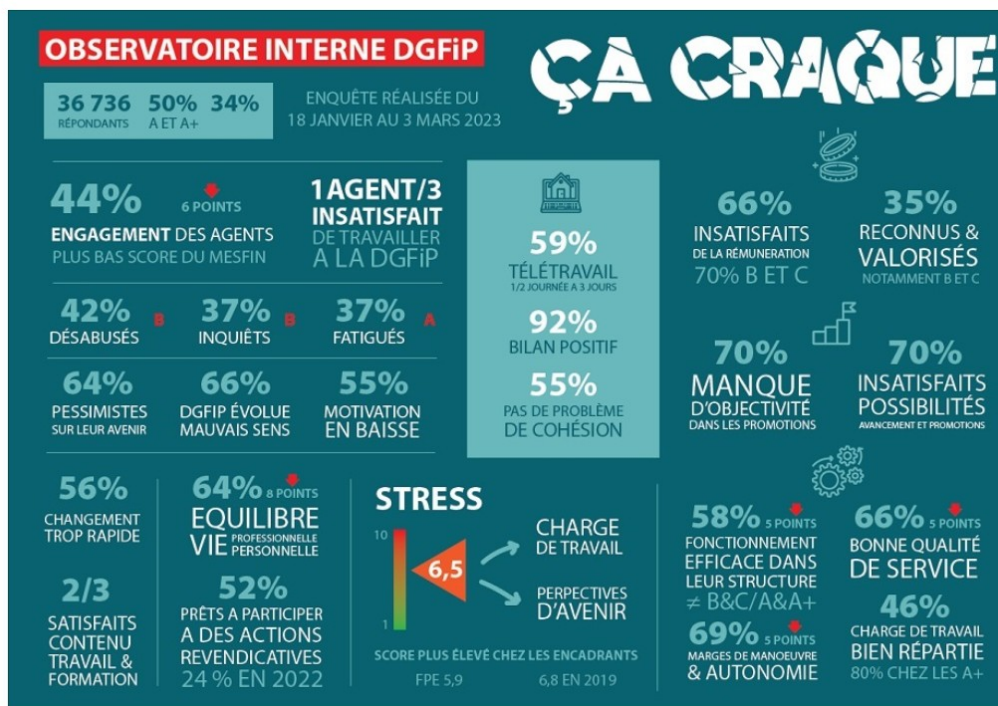 OBSERVATOIRE INTERNE DGFiP
ÇA CRAQUE
36 736 50% 34%
RÉPONDANTS A ET A+
ENQUÊTE RÉALISÉE DU
18 JANVIER AU 3 MARS 2023
44% 6 POINTS
ENGAGEMENT DES AGENTS
PLUS BAS SCORE DU MESFIN
1 AGENT/3
INSATISFAIT
DE TRAVAILLER
A LA DGFiP
42% B
DÉSABUSÉS
37% B
INQUIÊTS
37% A
FATIGUÉS
64%
PESSIMISTES
SUR LEUR AVENIR
66%
DGFIP ÉVOLUE
MAUVAIS SENS
55%
MOTIVATION
EN BAISSE
59%
TÉLÉTRAVAIL
1/2 JOURNÉE A 3 JOURS
92%
BILAN POSITIF
55%
PAS DE PROBLÈME
DE COHÉSION
66%
INSATISFAITS
DE LA RÉMUNERATION
70% B ET C
35%
RECONNUS &
VALORISÉS
NOTAMMENT B ET C
70%
MANQUE
D'OBJECTIVITÉ
DANS LES PROMOTIONS
70%
INSATISFAITS
POSSIBILITÉS
AVANCEMENT ET PROMOTIONS
56%
CHANGEMENT
TROP RAPIDE
2/3
SATISFAITS
CONTENU
TRAVAIL &
FORMATION
64% 8 POINTS
EQUILIBRE
VIE PROFESSIONNELLE
PERSONNELLE
52%
PRÊTS A PARTICIPER
A DES ACTIONS
REVENDICATIVES
24 % EN 2022
STRESS
10
6,5
1
CHARGE
DE TRAVAIL
PERPECTIVES
D'AVENIR
SCORE PLUS ÉLEVÉ CHEZ LES ENCADRANTS
FPE 5,9 6,8 EN 2019
58% 5 POINTS
FONCTIONNEMENT
EFFICACE DANS
LEUR STRUCTURE
≠ B&C/A&A+
69% 5 POINTS
MARGES DE MANOEUVRE
& AUTONOMIE
66% 5 POINTS
BONNE QUALITÉ
DE SERVICE
46%
CHARGE DE TRAVAIL
BIEN RÉPARTIE
80% CHEZ LES A+